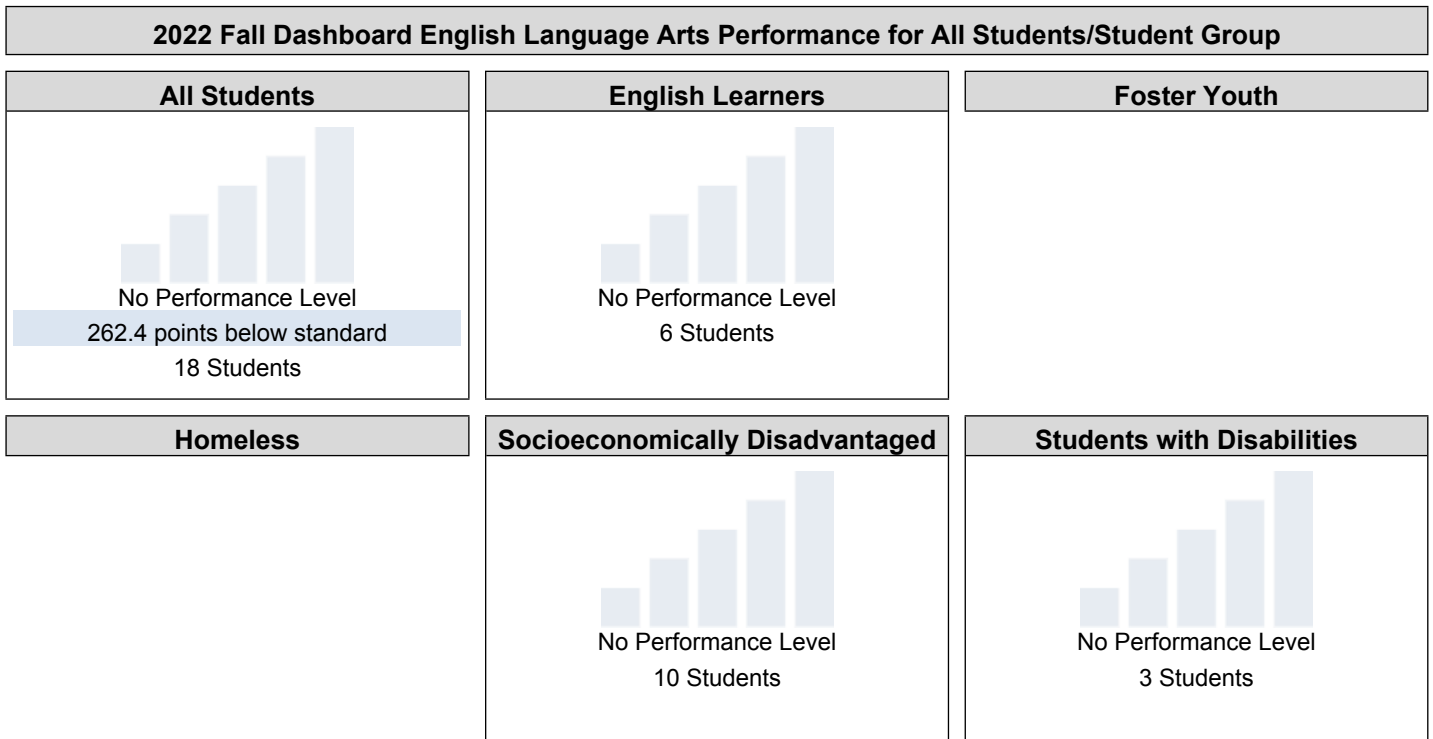 2022 Fall Dashboard English Language Arts Performance for All Students/Student Group
All Students
No Performance Level
262.4 points below standard
18 Students
English Learners
No Performance Level
6 Students
Foster Youth
Homeless
Socioeconomically Disadvantaged
No Performance Level
10 Students
Students with Disabilities
No Performance Level
3 Students